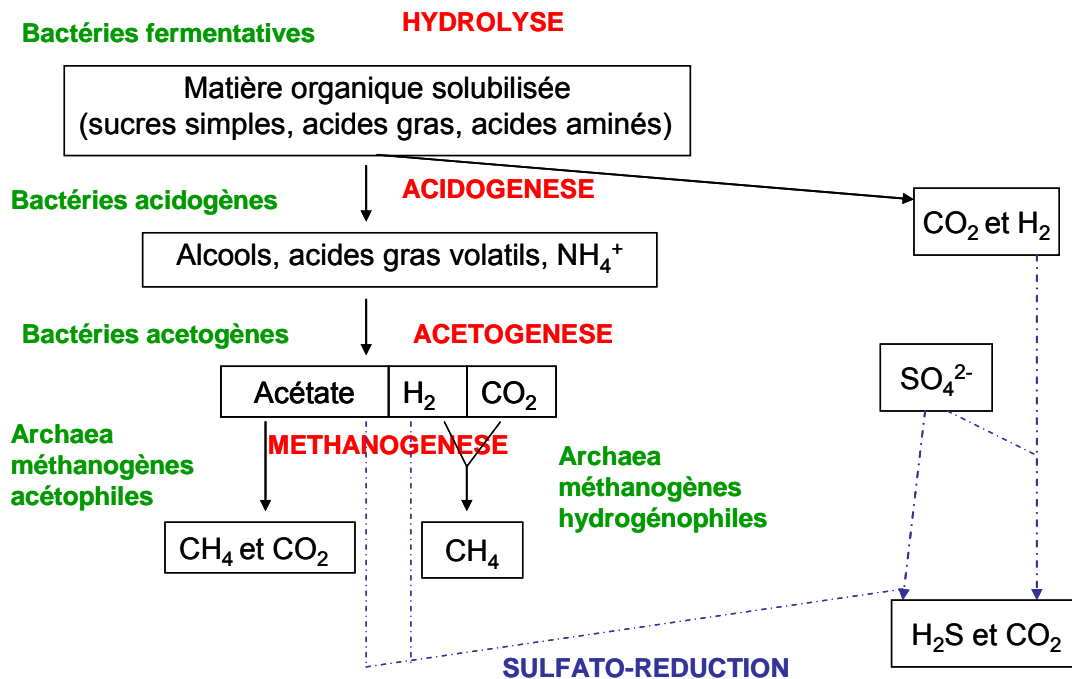 HYDROLYSE
Bactéries fermentatives
Matière organique solubilisée
(sucres simples, acides gras, acides aminés)
ACIDOGENESE
Bactéries acidogènes
CO₂ et H₂
Alcools, acides gras volatils, NH₄⁺
Bactéries acetogènes
ACETOGENESE
Acétate
H₂
CO₂
SO₄²⁻
METHANOGENESE
Archaea
méthanogènes
acétophiles
Archaea
méthanogènes
hydrogénophiles
CH₄ et CO₂
CH₄
H₂S et CO₂
SULFATO-REDUCTION